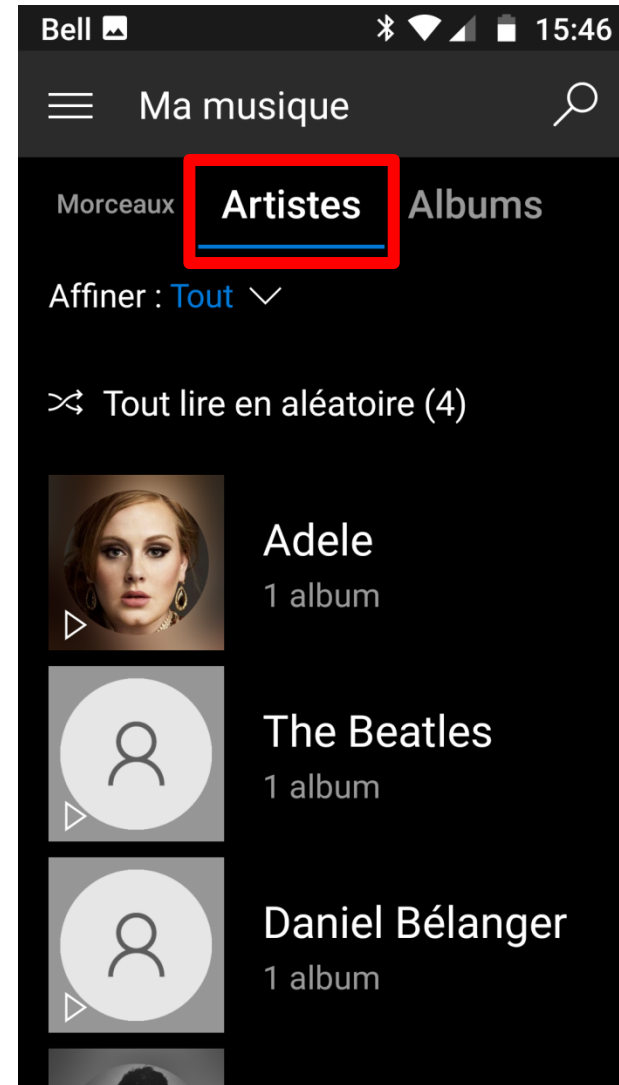 Bell 15:46
Ma musique
Morceaux Artistes Albums
Affiner : Tout
Tout lire en aléatoire (4)
Adele
1 album
The Beatles
1 album
Daniel Bélanger
1 album